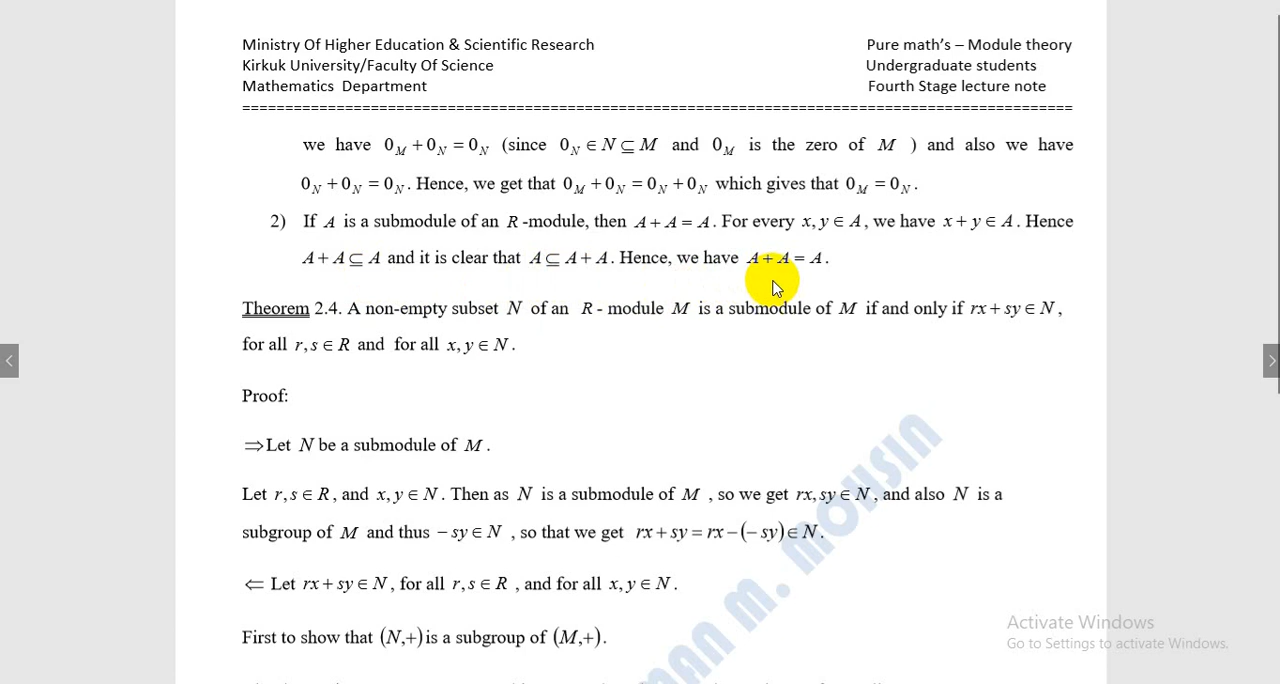 Ministry Of Higher Education & Scientific Research Pure math's – Module theory
Kirkuk University/Faculty Of Science Undergraduate students
Mathematics Department Fourth Stage lecture note
=================================================================================================
we have 0_M + 0_N = 0_N (since 0_N ∈ N ⊆ M and 0_M is the zero of M ) and also we have
0_N + 0_N = 0_N. Hence, we get that 0_M + 0_N = 0_N + 0_N which gives that 0_M = 0_N.
2) If A is a submodule of an R-module, then A + A = A. For every x, y ∈ A, we have x + y ∈ A. Hence
A + A ⊆ A and it is clear that A ⊆ A + A. Hence, we have A + A = A.
Theorem 2.4. A non-empty subset N of an R- module M is a submodule of M if and only if rx + sy ∈ N,
for all r, s ∈ R and for all x, y ∈ N.
Proof:
⇒Let N be a submodule of M.
Let r, s ∈ R, and x, y ∈ N. Then as N is a submodule of M , so we get rx, sy ∈ N, and also N is a
subgroup of M and thus − sy ∈ N , so that we get rx + sy = rx − (− sy) ∈ N.
⇐ Let rx + sy ∈ N, for all r, s ∈ R , and for all x, y ∈ N.
First to show that (N,+) is a subgroup of (M,+).
MAN M. MOHSIN
Activate Windows
Go to Settings to activate Windows.